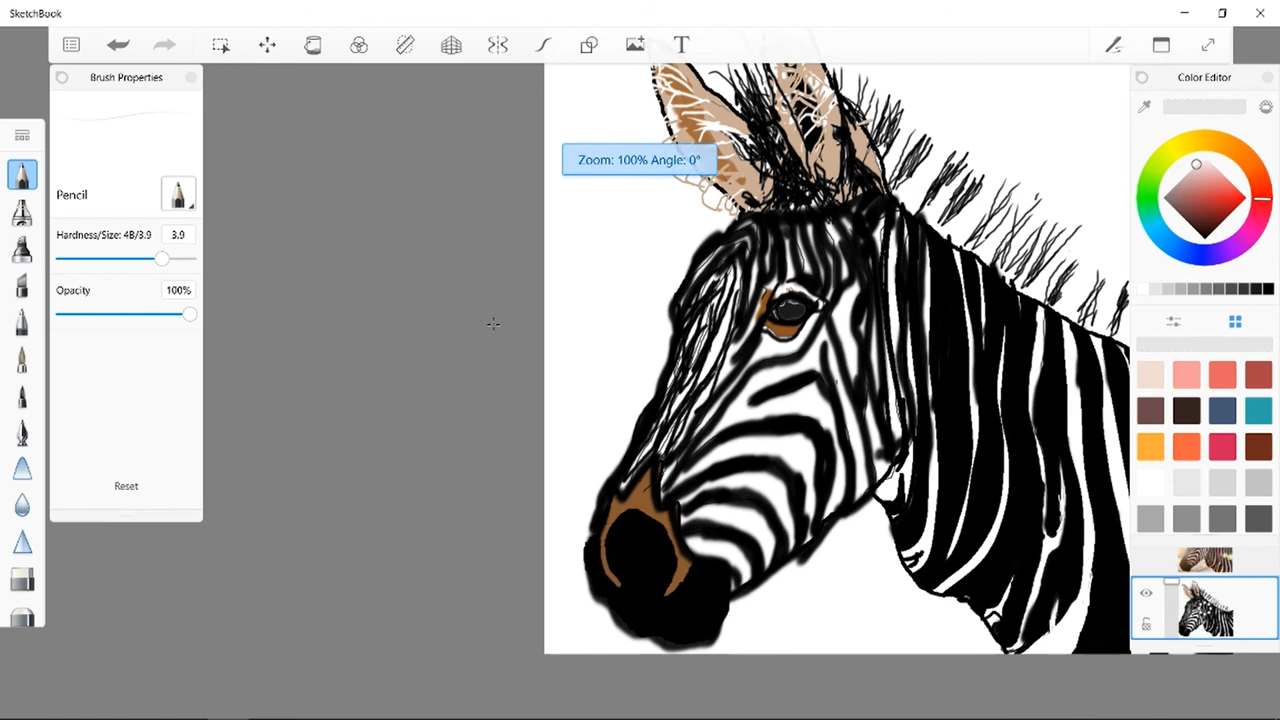 SketchBook
T
Brush Properties
Color Editor
Zoom: 100% Angle: 0°
Pencil
Hardness/Size: 4B/3.9 3.9
Opacity 100%
Reset